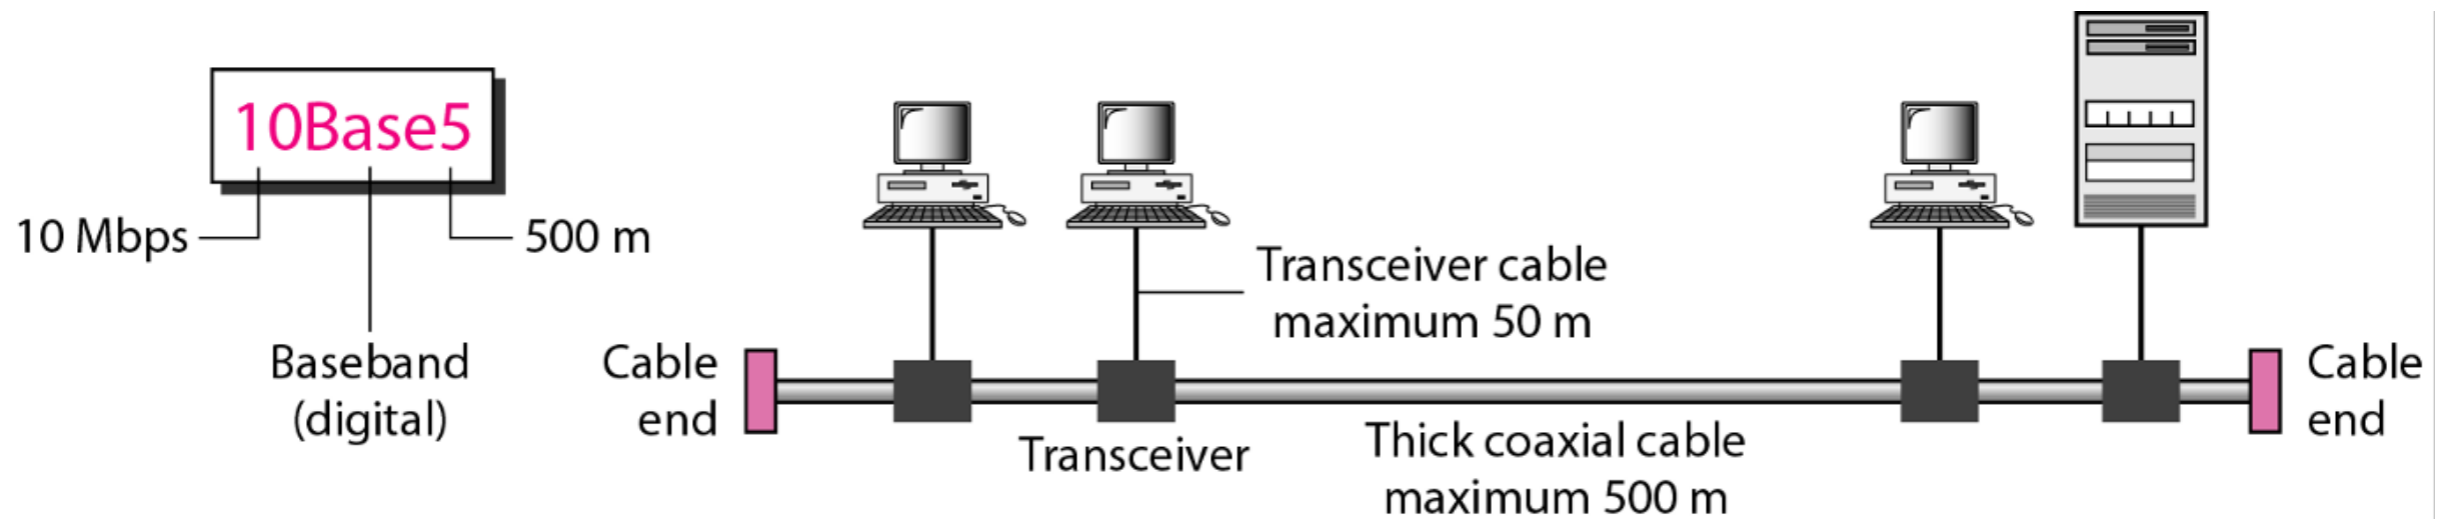 10Base5
10 Mbps
500 m
Baseband
(digital)
Cable
end
Transceiver cable
maximum 50 m
Transceiver
Thick coaxial cable
maximum 500 m
Cable
end